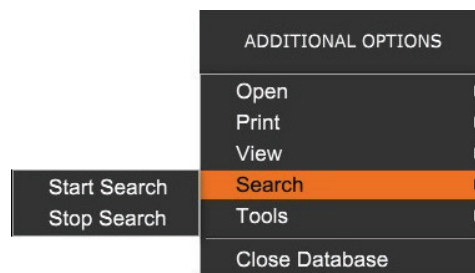 ADDITIONAL OPTIONS
Open
Print
View
Search
Start Search
Stop Search
Tools
Close Database